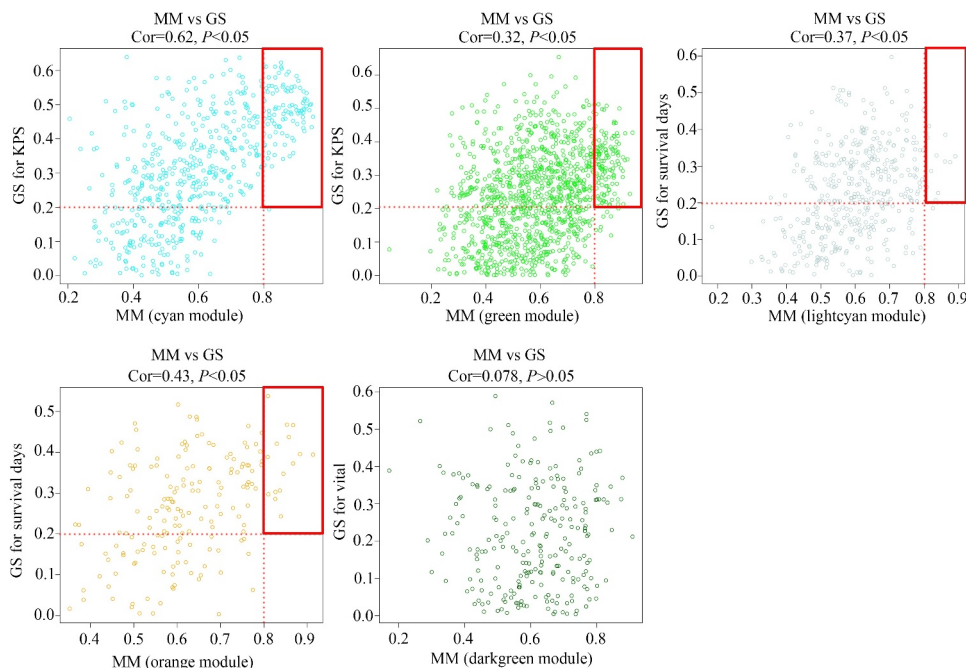 MM vs GS
Cor=0.62, P<0.05
GS for KPS
0.6
0.5
0.4
0.3
0.2
0.1
0.0
0.2 0.4 0.6 0.8
MM (cyan module)
MM vs GS
Cor=0.32, P<0.05
GS for KPS
0.6
0.5
0.4
0.3
0.2
0.1
0.0
0.2 0.4 0.6 0.8
MM (green module)
MM vs GS
Cor=0.37, P<0.05
GS for survival days
0.6
0.5
0.4
0.3
0.2
0.1
0.0
0.2 0.3 0.4 0.5 0.6 0.7 0.8 0.9
MM (lightcyan module)
MM vs GS
Cor=0.43, P<0.05
GS for survival days
0.5
0.4
0.3
0.2
0.1
0.0
0.4 0.5 0.6 0.7 0.8 0.9
MM (orange module)
MM vs GS
Cor=0.078, P>0.05
GS for vital
0.6
0.5
0.4
0.3
0.2
0.1
0.0
0.2 0.4 0.6 0.8
MM (darkgreen module)